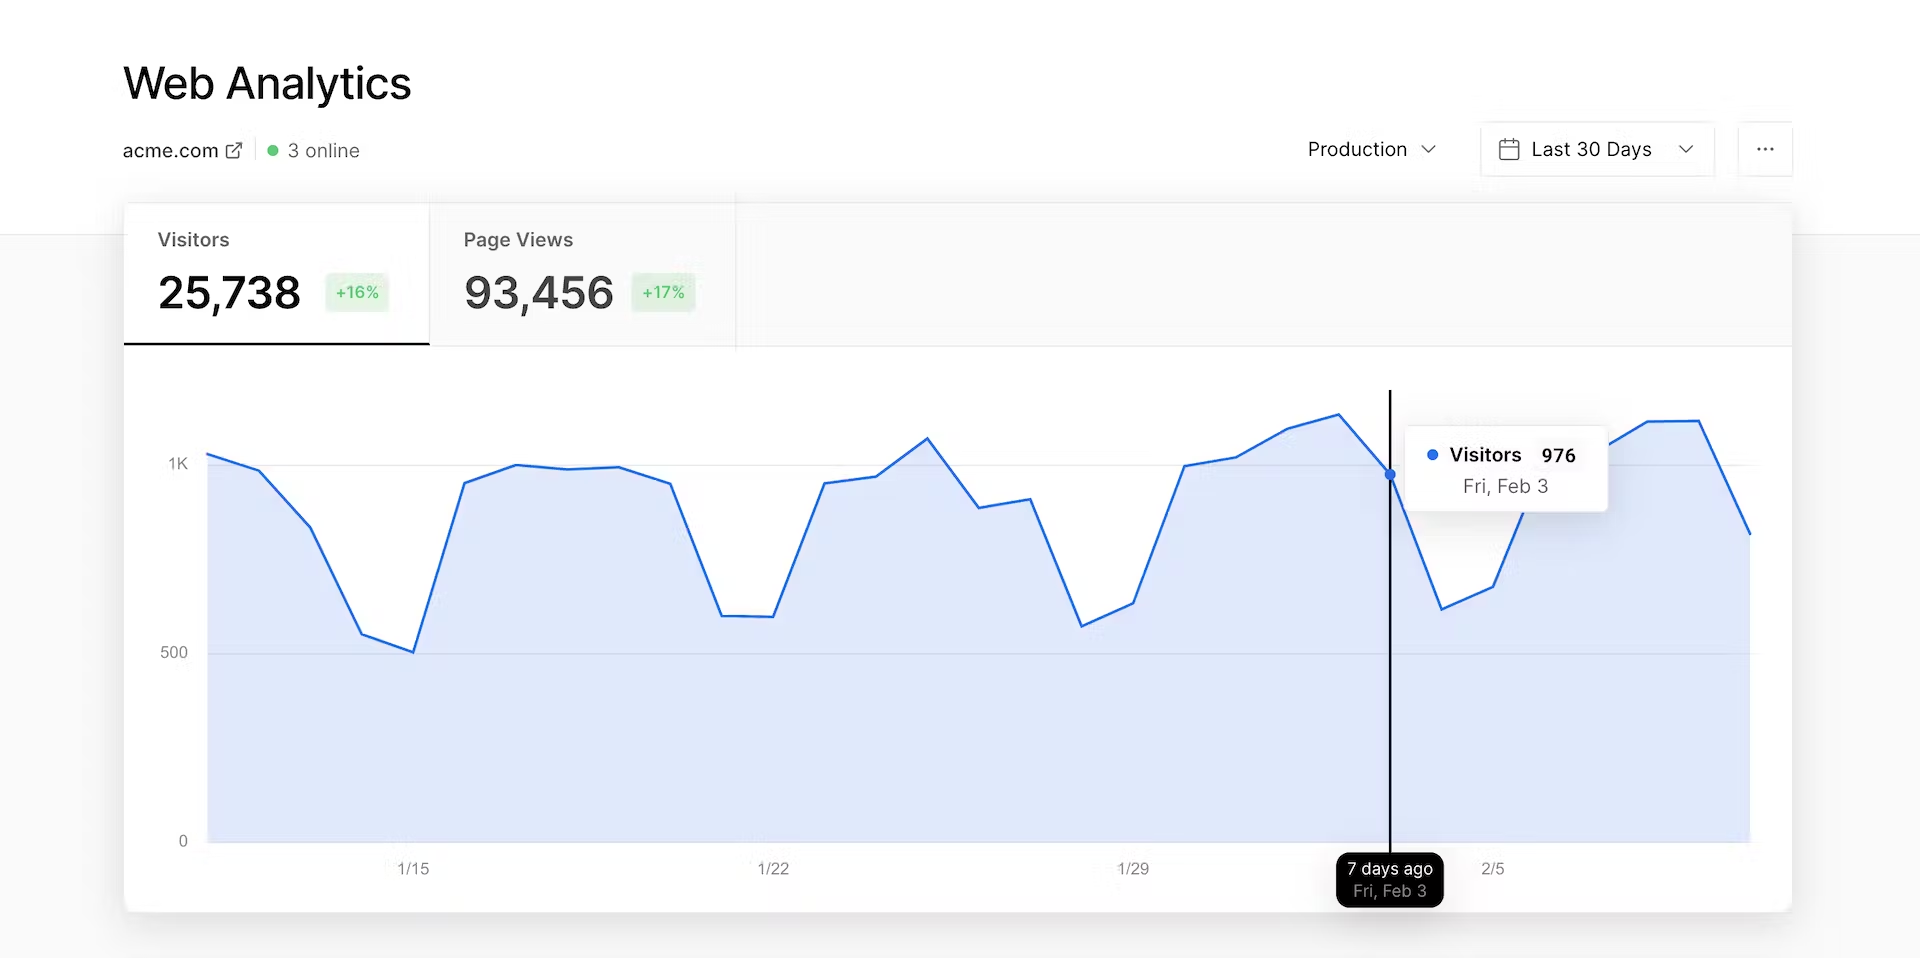 Web Analytics
acme.com 3 online
Production Last 30 Days
Visitors
25,738 +16%
Page Views
93,456 +17%
1K
500
0
Visitors 976
Fri, Feb 3
1/15 1/22 1/29 2/5
7 days ago
Fri, Feb 3